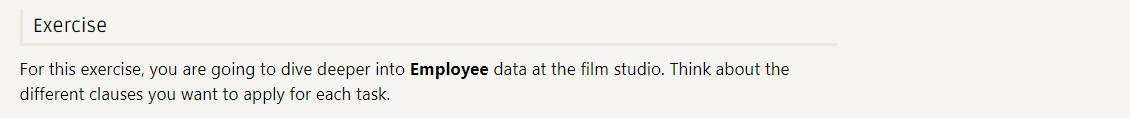 Exercise
For this exercise, you are going to dive deeper into Employee data at the film studio. Think about the
different clauses you want to apply for each task.